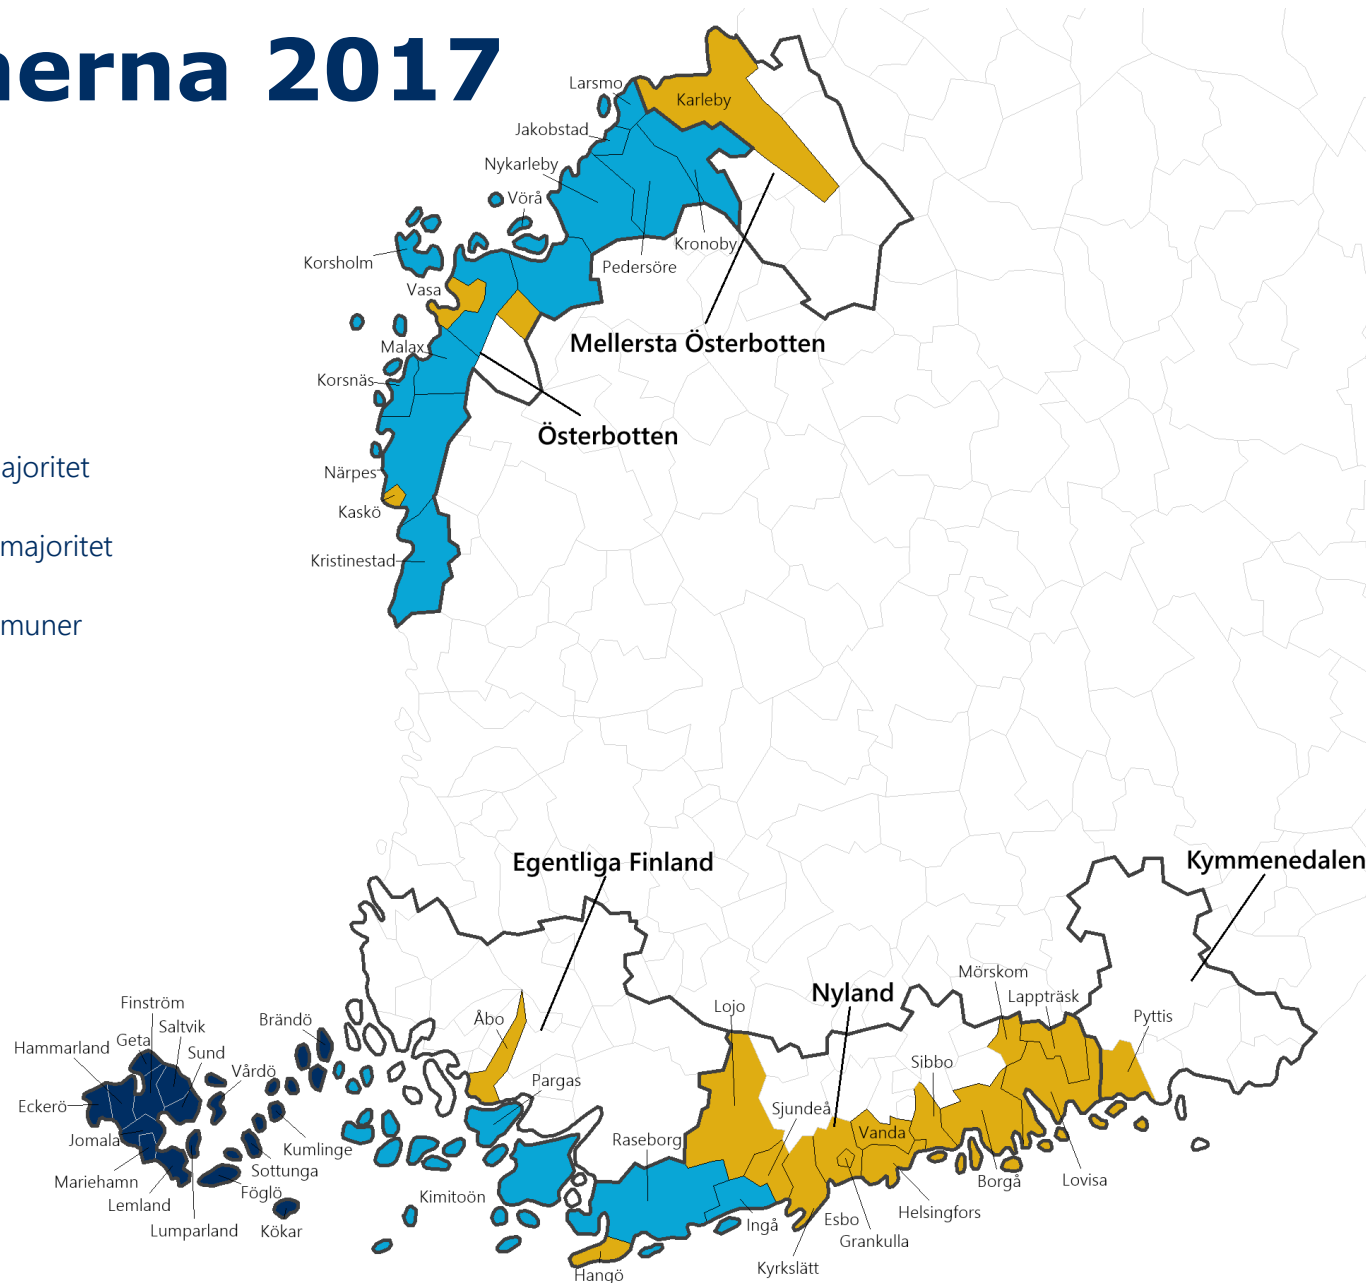 nerna 2017
Larsmo
Karleby
Jakobstad
Nykarleby
Vörå
Kronoby
Korsholm
Pedersöre
Vasa
Mellersta Österbotten
Malax
Korsnäs
Österbotten
ajoritet
Närpes
Kaskö
majoritet
Kristinestad
muner
Egentliga Finland
Kymmenedalen
Mörskom
Nyland
Lappträsk
Finström
Lojo
Pyttis
Brändö
Åbo
Saltvik
Geta
Hammarland
Sund
Sibbo
Vårdö
Pargas
Eckerö
Sjundeå
Vanda
Jomala
Raseborg
Kumlinge
Sottunga
Mariehamn
Borgå
Lovisa
Föglö
Kimitoön
Lemland
Helsingfors
Esbo
Ingå
Lumparland
Kökar
Grankulla
Kyrkslätt
Hangö